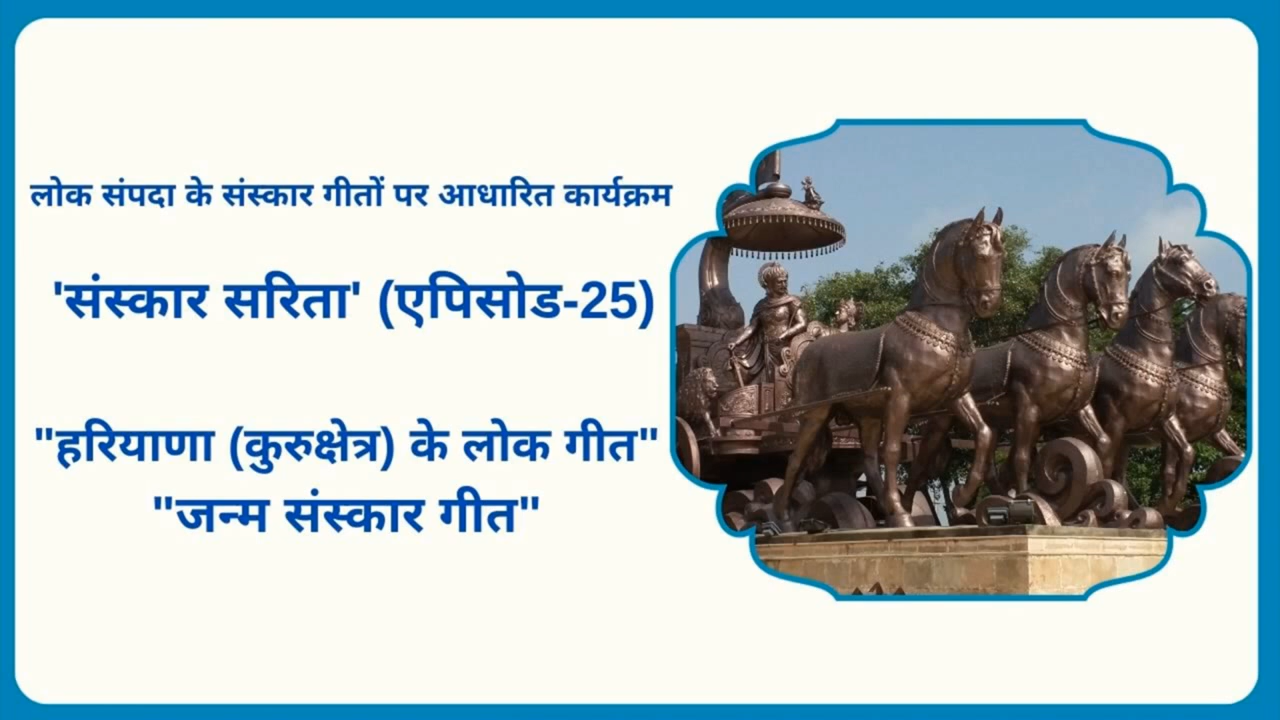 लोक संपदा के संस्कार गीतों पर आधारित कार्यक्रम
'संस्कार सरिता' (एपिसोड-25)
"हरियाणा (कुरुक्षेत्र) के लोक गीत"
"जन्म संस्कार गीत"